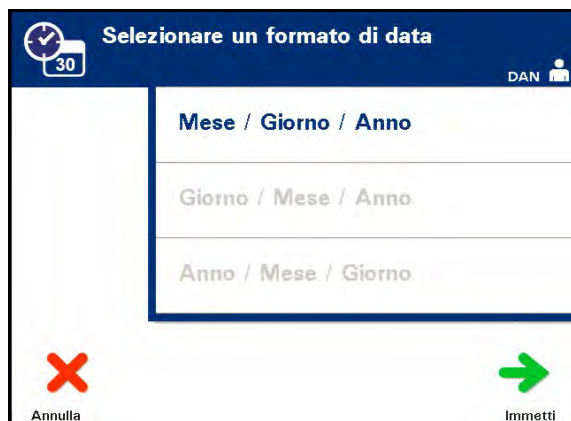 Selezionare un formato di data
30
DAN
Mese / Giorno / Anno
Giorno / Mese / Anno
Anno / Mese / Giorno
Annulla
Immetti